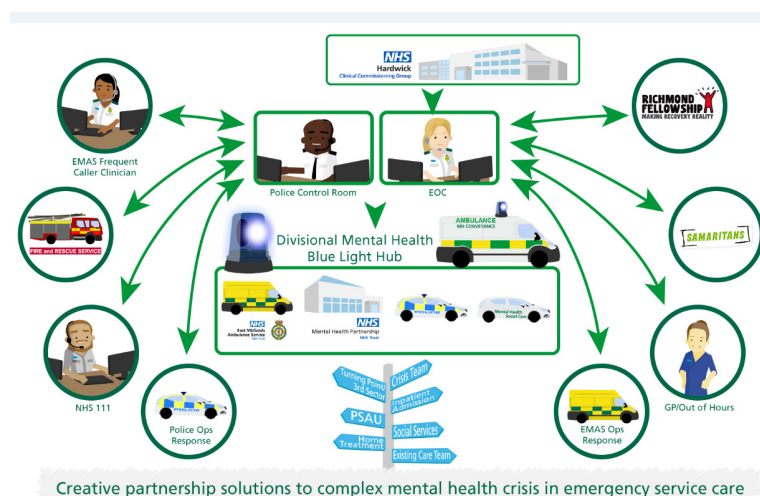 NHS
Hardwick
Clinical Commissioning Group
EMAS Frequent
Caller Clinician
Police Control Room
EOC
RICHMOND
FELLOWSHIP
MAKING RECOVERY REALITY
FIRE and RESCUE SERVICE
SAMARITANS
Divisional Mental Health
Blue Light Hub
AMBULANCE
MH CONVEYANCE
NHS
East Midlands
Ambulance Service
NHS Trust
NHS
Mental Health Partnership
NHS Trust
POLICE
Mental Health
Social Care
NHS 111
Police Ops
Response
POLICE
Turning Point/
3rd Sector
Crisis Team
Inpatient
Admission
PSAU
Social Services
Home
Treatment
Existing Care Team
EMAS Ops
Response
GP/Out of Hours
Creative partnership solutions to complex mental health crisis in emergency service care